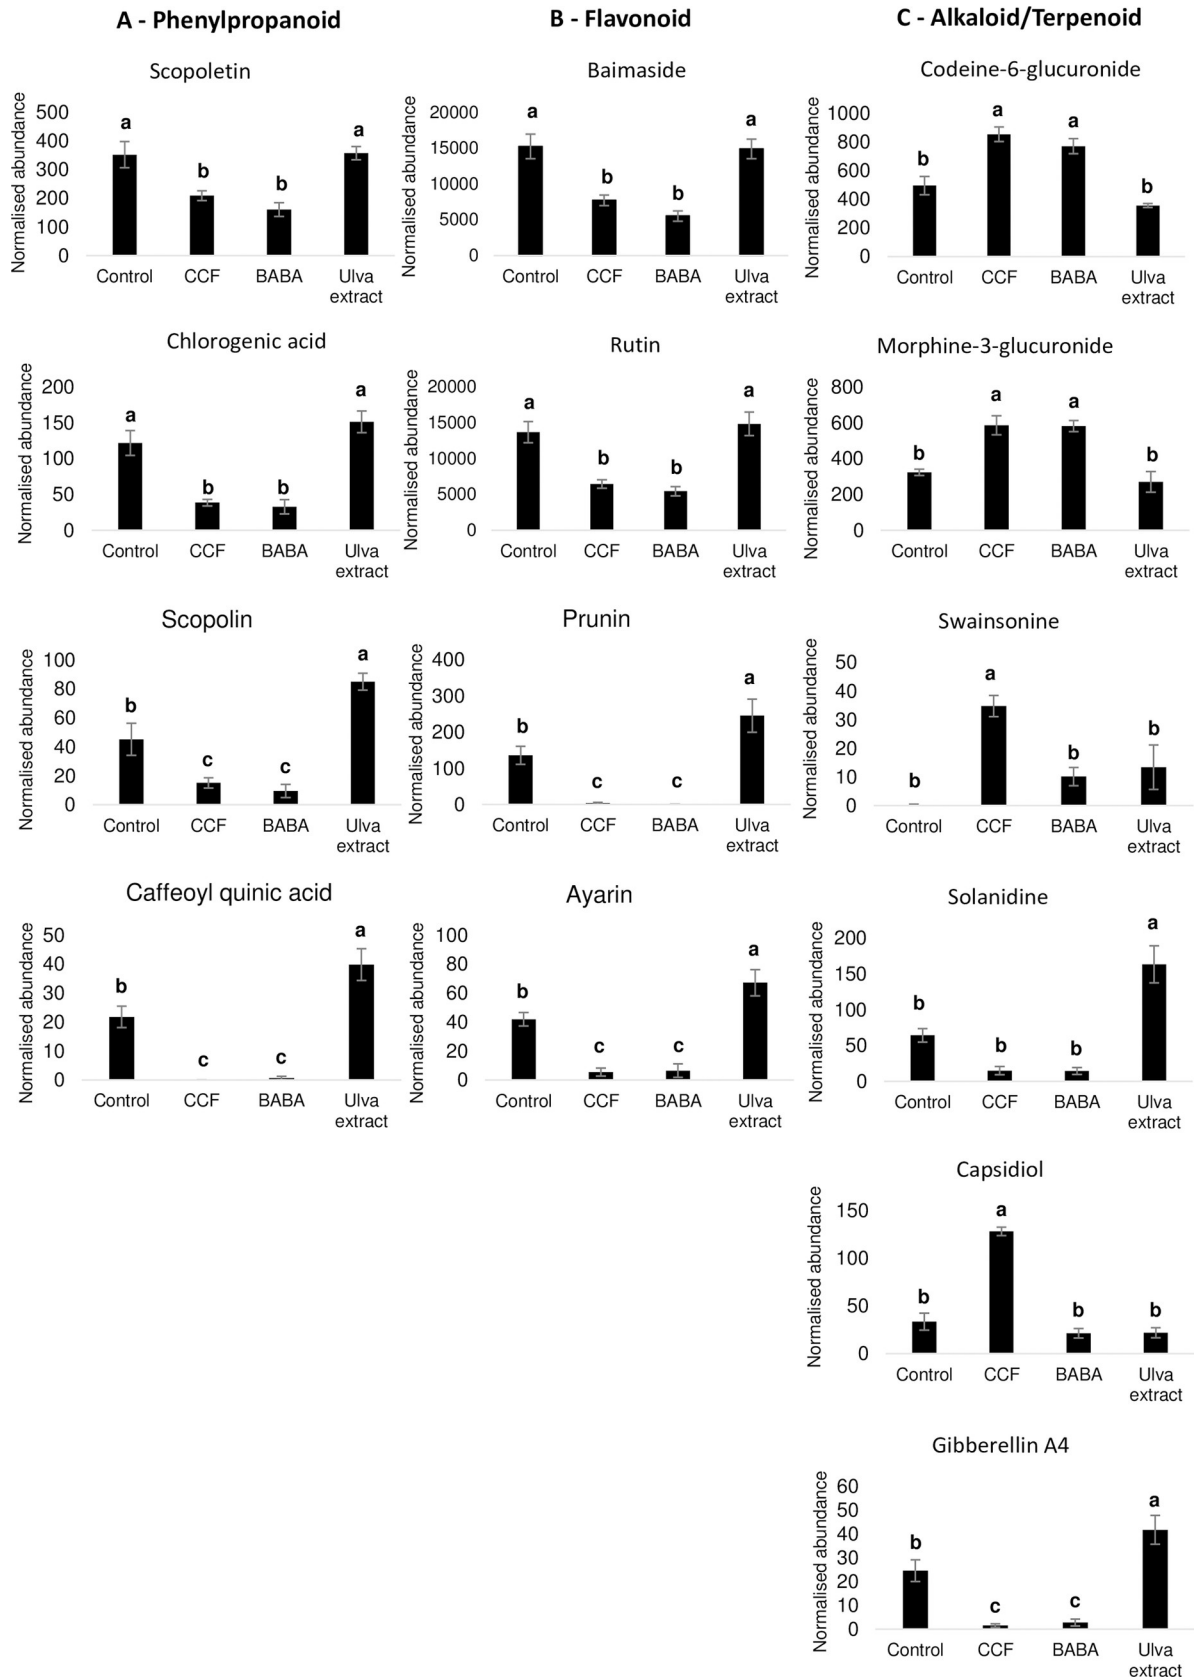 A - Phenylpropanoid
Scopoletin
Normalised abundance
500
400
300
200
100
0
a
b
b
a
Control
CCF
BABA
Ulva
extract
Chlorogenic acid
Normalised abundance
200
150
100
50
0
a
b
b
a
Control
CCF
BABA
Ulva
extract
Scopolin
Normalised abundance
100
80
60
40
20
0
b
c
c
a
Control
CCF
BABA
Ulva
extract
Caffeoyl quinic acid
Normalised abundance
50
40
30
20
10
0
b
c
c
a
Control
CCF
BABA
Ulva
extract
B - Flavonoid
Baimaside
Normalised abundance
20000
15000
10000
5000
0
a
b
b
a
Control
CCF
BABA
Ulva
extract
Rutin
Normalised abundance
20000
15000
10000
5000
0
a
b
b
a
Control
CCF
BABA
Ulva
extract
Prunin
Normalised abundance
400
300
200
100
0
b
c
c
a
Control
CCF
BABA
Ulva
extract
Ayarin
Normalised abundance
100
80
60
40
20
0
b
c
c
a
Control
CCF
BABA
Ulva
extract
C - Alkaloid/Terpenoid
Codeine-6-glucuronide
Normalised abundance
1000
800
600
400
200
0
b
a
a
b
Control
CCF
BABA
Ulva
extract
Morphine-3-glucuronide
Normalised abundance
800
600
400
200
0
b
a
a
b
Control
CCF
BABA
Ulva
extract
Swainsonine
Normalised abundance
50
40
30
20
10
0
b
a
b
b
Control
CCF
BABA
Ulva
extract
Solanidine
Normalised abundance
200
150
100
50
0
b
b
b
a
Control
CCF
BABA
Ulva
extract
Capsidiol
Normalised abundance
150
100
50
0
b
a
b
b
Control
CCF
BABA
Ulva
extract
Gibberellin A4
Normalised abundance
60
50
40
30
20
10
0
b
c
c
a
Control
CCF
BABA
Ulva
extract